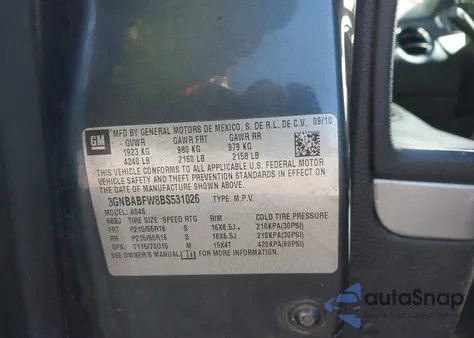 GM
MFD BY GENERAL MOTORS DE MEXICO, S. DE R.L. DE C.V. 09/10
GVWR GAWR FRT GAWR RR
1923 KG 980 KG 979 KG
4240 LB 2160 LB 2158 LB
THIS VEHICLE CONFORMS TO ALL APPLICABLE U.S. FEDERAL MOTOR
VEHICLE SAFETY AND THEFT PREVENTION STANDARDS IN EFFECT ON
THE DATE OF MANUFACTURE SHOWN ABOVE.
3GNBABFW8BS531026 TYPE: M.P.V.
MODEL: AS46
TIRE SIZE SPEED RTG RIM COLD TIRE PRESSURE
FRT P215/55R16 S 16X6.5J 210KPA(30PSI)
RR P215/55R16 S 16X6.5J 210KPA(30PSI)
SPA T115/70D15 M 15X4T 420KPA(60PSI)
SEE OWNER'S MANUAL FOR MORE INFORMATION
autoSnap